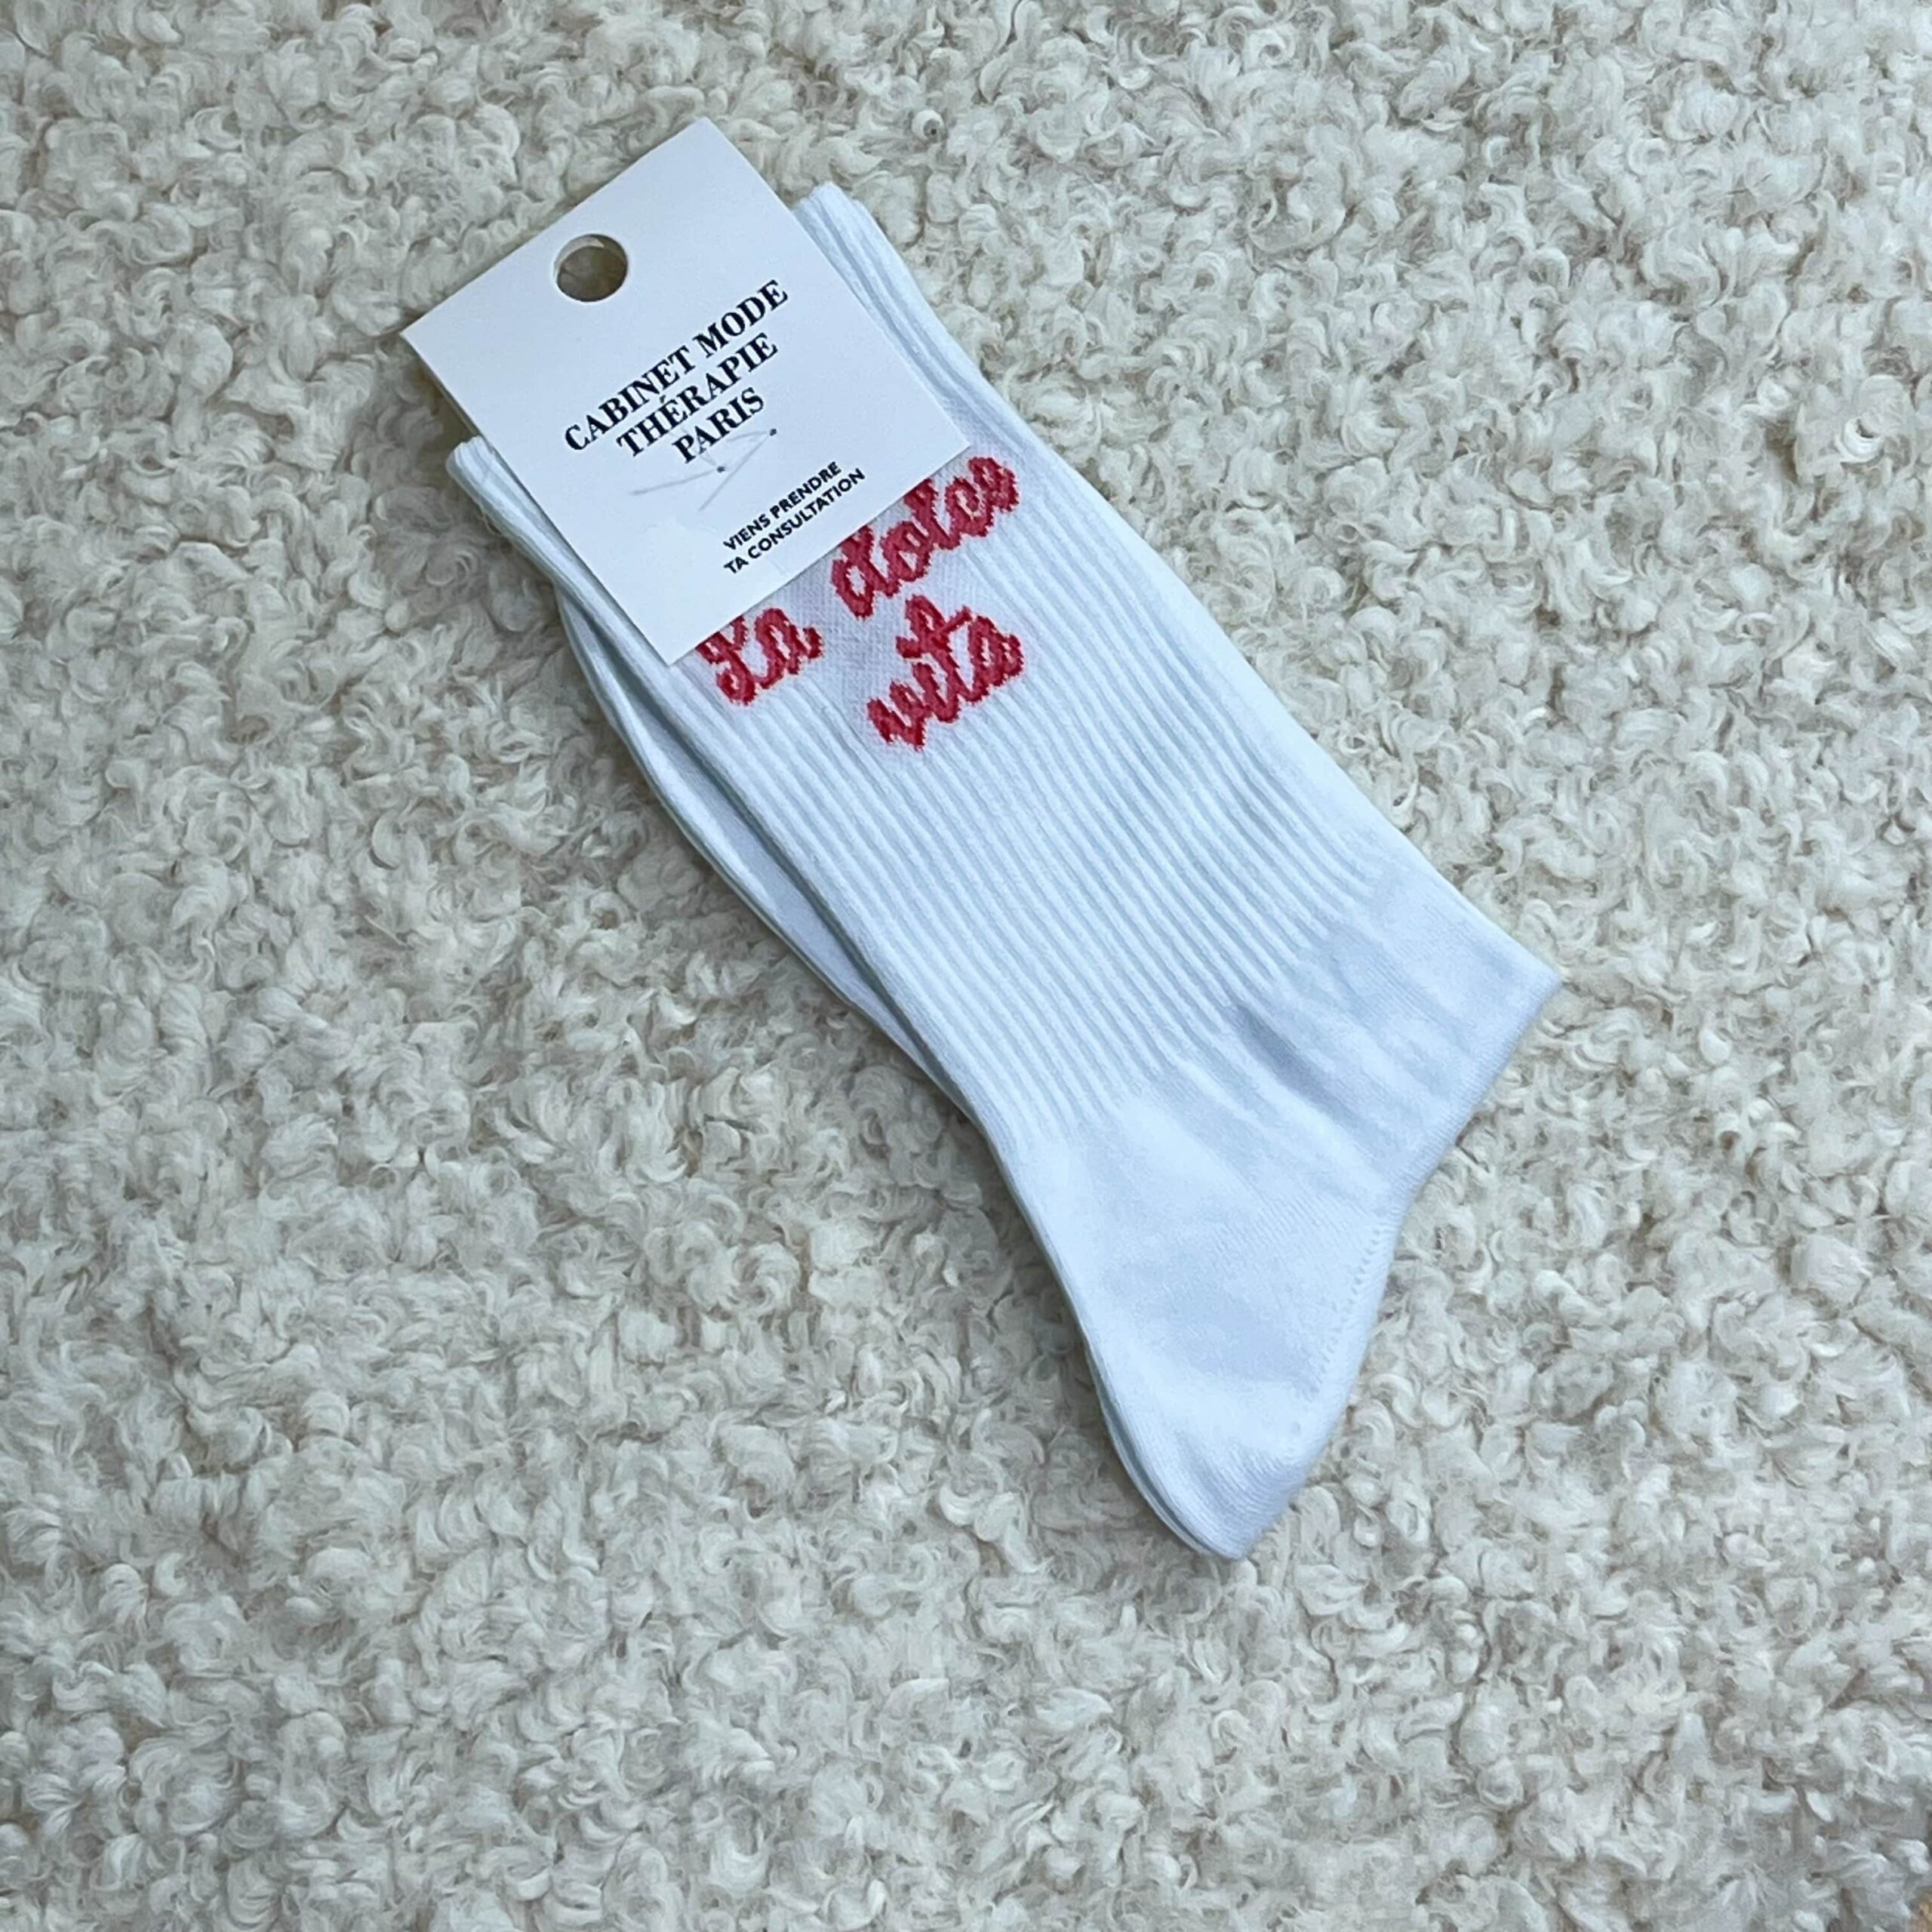 CABINET MODE
THÉRAPIE
PARIS
VIENS PRENDRE
TA CONSULTATION
La dolce
vita